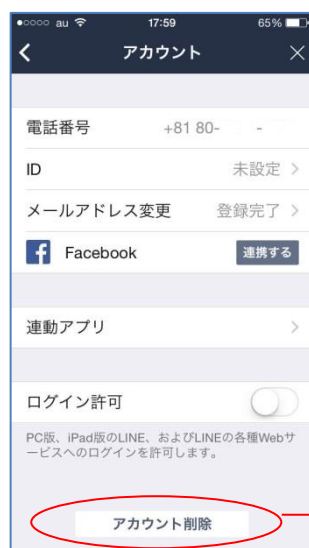 au 17:59 65%
アカウント
電話番号 +81 80- -
ID 未設定
メールアドレス変更 登録完了
Facebook 連携する
連動アプリ
ログイン許可
PC版、iPad版のLINE、およびLINEの各種Webサ
ービスへのログインを許可します。
アカウント削除